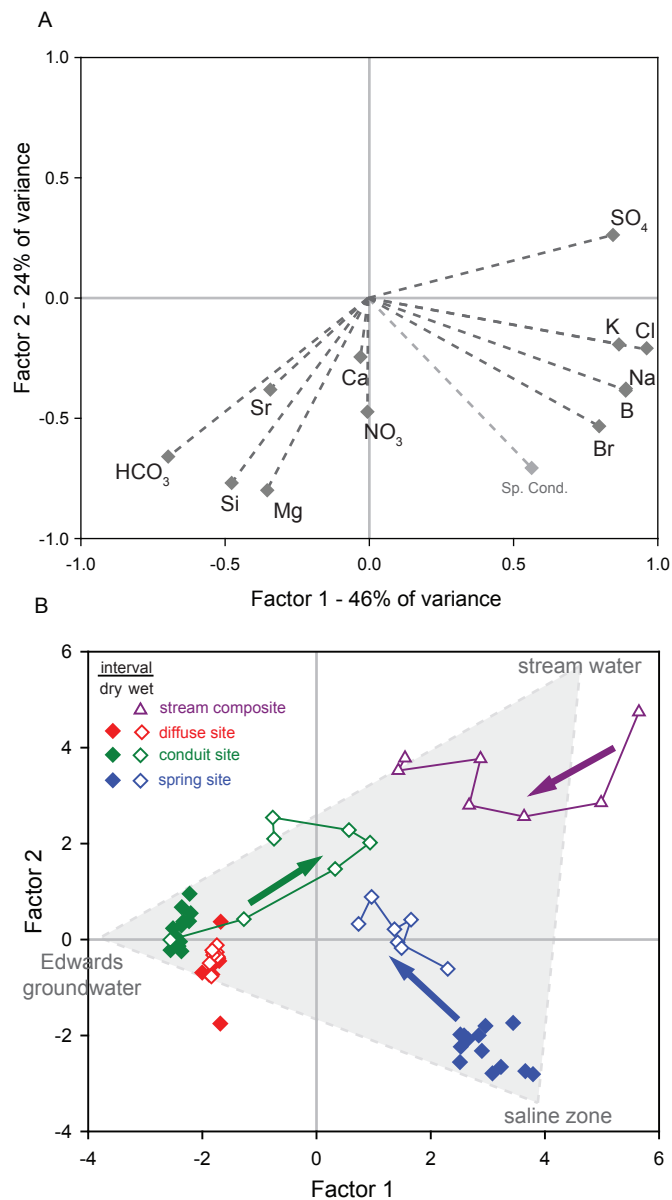 A
1.0
0.5
0.0
-0.5
-1.0
Factor 2 - 24% of variance
SO4
K
Cl
Na
B
Br
Sp. Cond.
Ca
NO3
Sr
HCO3
Si
Mg
-1.0 -0.5 0.0 0.5 1.0
Factor 1 - 46% of variance
B
6
4
2
0
-2
-4
Factor 2
interval
dry wet
stream composite
diffuse site
conduit site
spring site
stream water
Edwards
groundwater
saline zone
-4 -2 0 2 4 6
Factor 1